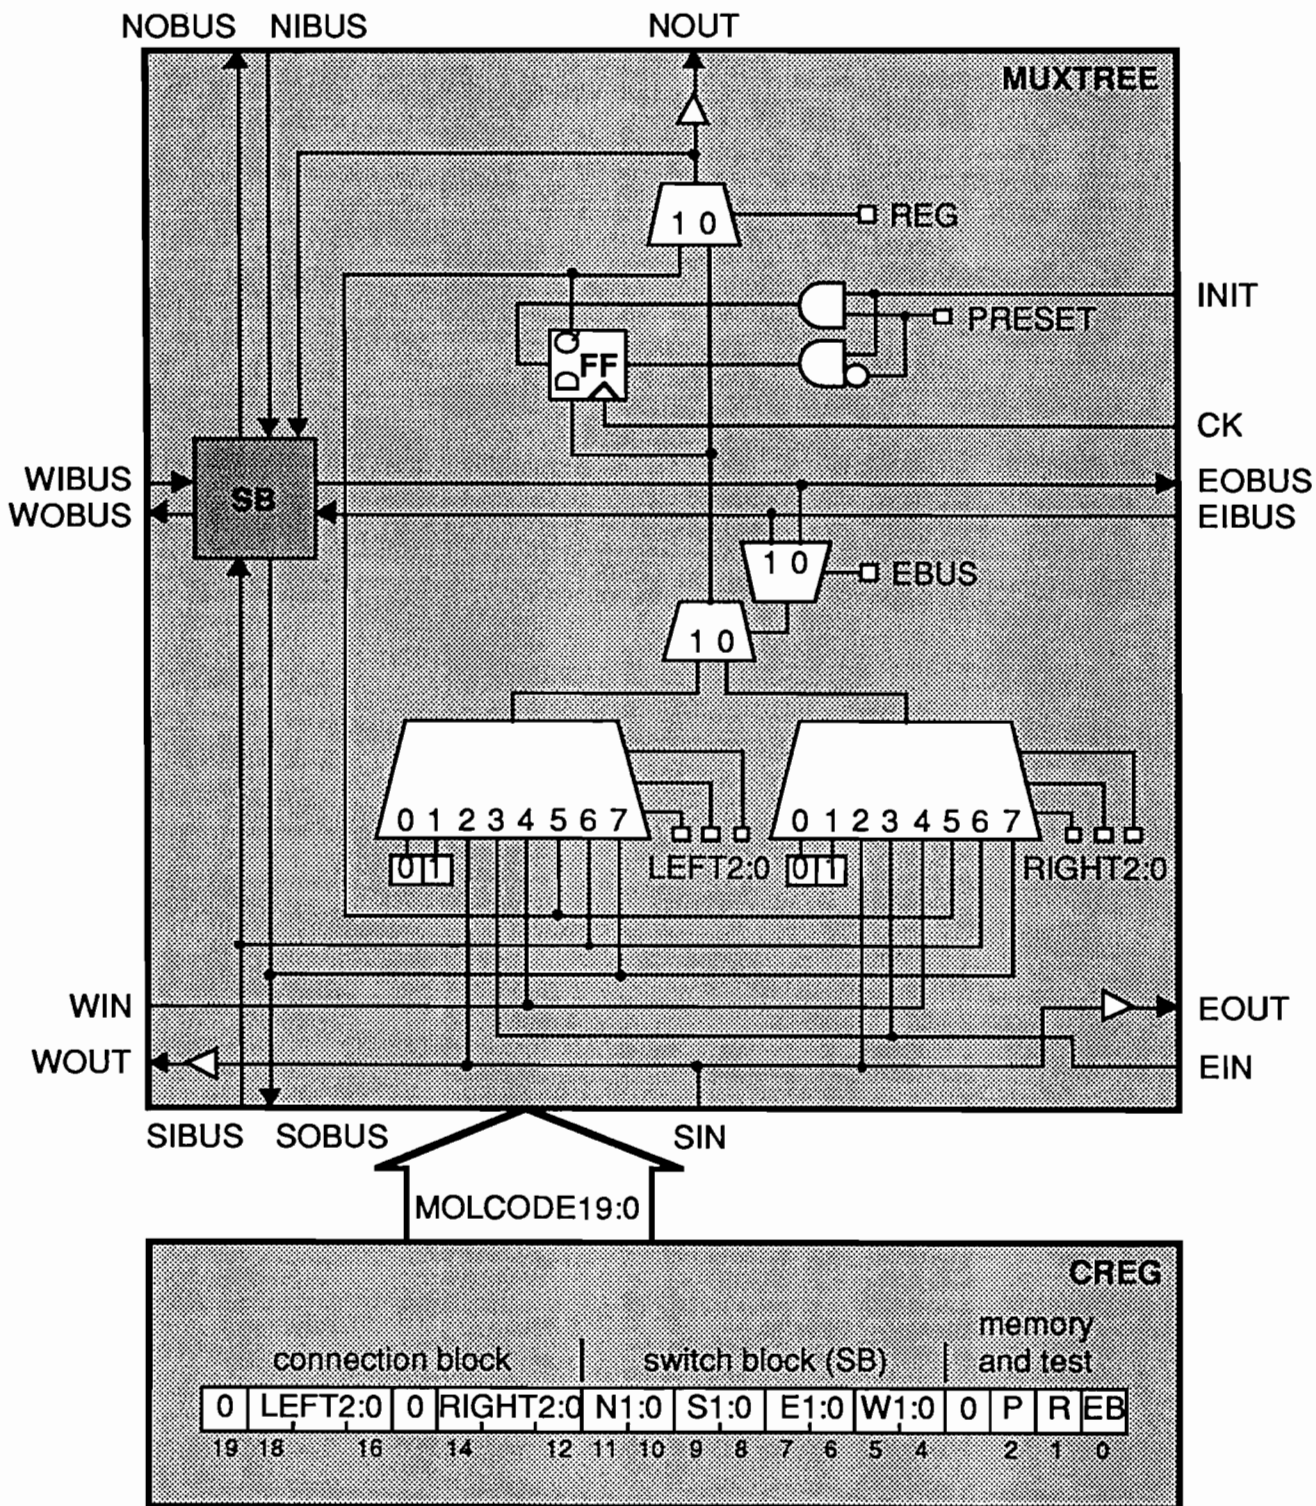 NOBUS NIBUS NOUT
MUXTREE
1 0
REG
INIT
PRESET
Q
FF
D
CK
WIBUS
SB
EOBUS
WOBUS
EIBUS
1 0
EBUS
1 0
0 1 2 3 4 5 6 7
0 1 2 3 4 5 6 7
0 1
LEFT2:0
0 1
RIGHT2:0
WIN
EOUT
WOUT
EIN
SIBUS SOBUS SIN
MOLCODE19:0
CREG
memory
connection block switch block (SB) and test
0 LEFT2:0 0 RIGHT2:0 N1:0 S1:0 E1:0 W1:0 0 P R EB
19 18 16 14 12 11 10 9 8 7 6 5 4 2 1 0